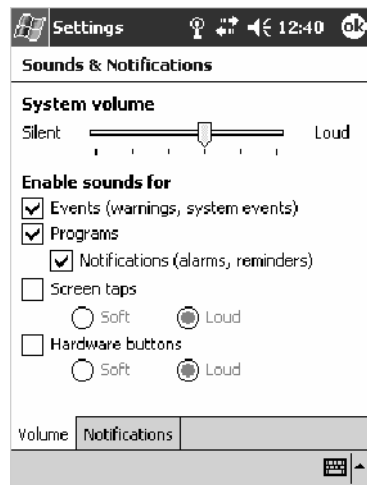 Settings 12:40 ok
Sounds & Notifications
System volume
Silent Loud
Enable sounds for
Events (warnings, system events)
Programs
Notifications (alarms, reminders)
Screen taps
Soft Loud
Hardware buttons
Soft Loud
Volume Notifications